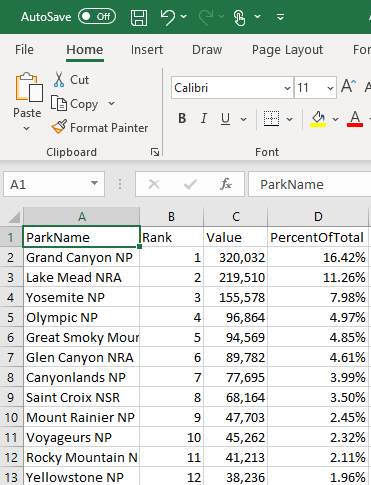 AutoSave Off
File Home Insert Draw Page Layout
Paste
Cut
Copy
Format Painter
Calibri 11 A A
B I U A
Clipboard Font
A1 fx ParkName
A B C D
1 ParkName Rank Value PercentOfTotal
2 Grand Canyon NP 1 320,032 16.42%
3 Lake Mead NRA 2 219,510 11.26%
4 Yosemite NP 3 155,578 7.98%
5 Olympic NP 4 96,864 4.97%
6 Great Smoky Mour 5 94,569 4.85%
7 Glen Canyon NRA 6 89,782 4.61%
8 Canyonlands NP 7 77,695 3.99%
9 Saint Croix NSR 8 68,164 3.50%
10 Mount Rainier NP 9 47,703 2.45%
11 Voyageurs NP 10 45,262 2.32%
12 Rocky Mountain N 11 41,213 2.11%
13 Yellowstone NP 12 38,236 1.96%